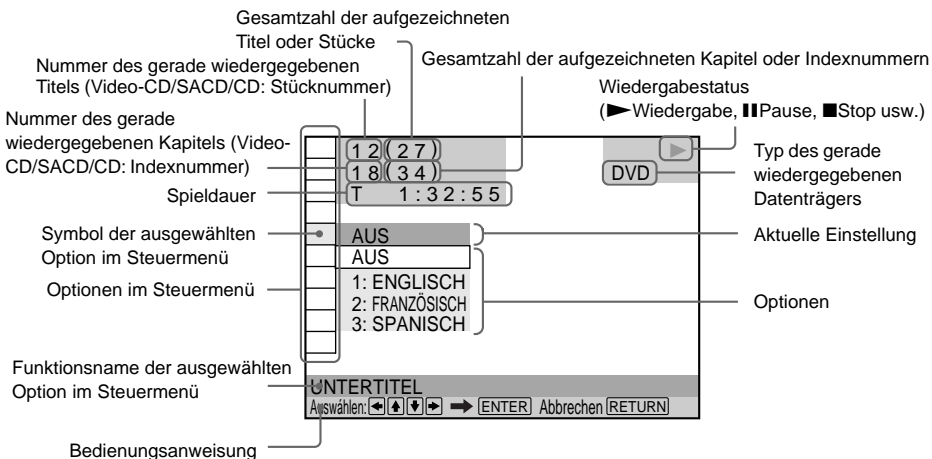 Gesamtzahl der aufgezeichneten
Titel oder Stücke
Gesamtzahl der aufgezeichneten Kapitel oder Indexnummern
Nummer des gerade wiedergegebenen
Titels (Video-CD/SACD/CD: Stücknummer)
Wiedergabestatus
(►Wiedergabe, ❚❚Pause, ■Stop usw.)
Nummer des gerade
wiedergegebenen Kapitels (Video-
CD/SACD/CD: Indexnummer)
Spieldauer
Symbol der ausgewählten
Option im Steuermenü
Optionen im Steuermenü
Funktionsname der ausgewählten
Option im Steuermenü
Bedienungsanweisung
12(27)
18(34)
T 1:32:55
►
DVD
AUS
AUS
1: ENGLISCH
2: FRANZÖSISCH
3: SPANISCH
UNTERTITEL
Auswählen: ←↑↓→ ➡ ENTER Abbrechen RETURN
Typ des gerade
wiedergegebenen
Datenträgers
Aktuelle Einstellung
Optionen